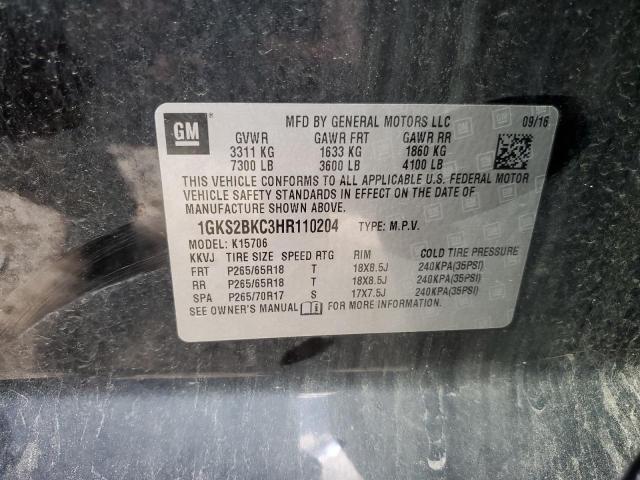 GM
MFD BY GENERAL MOTORS LLC 09/16
GVWR GAWR FRT GAWR RR
3311 KG 1633 KG 1860 KG
7300 LB 3600 LB 4100 LB
THIS VEHICLE CONFORMS TO ALL APPLICABLE U.S. FEDERAL MOTOR
VEHICLE SAFETY STANDARDS IN EFFECT ON THE DATE OF
MANUFACTURE SHOWN ABOVE.
1GKS2BKC3HR110204 TYPE: M.P.V.
MODEL: K15706
KKVJ TIRE SIZE SPEED RTG RIM COLD TIRE PRESSURE
FRT P265/65R18 T 18X8.5J 240KPA(35PSI)
RR P265/65R18 T 18X8.5J 240KPA(35PSI)
SPA P265/70R17 S 17X7.5J 240KPA(35PSI)
SEE OWNER'S MANUAL FOR MORE INFORMATION.